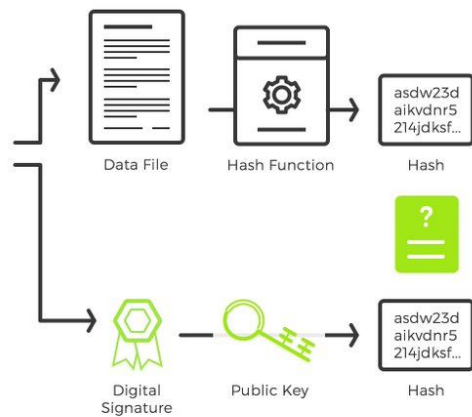 asdw23d
aikvdnr5
214jdksf...
Data File
Hash Function
Hash
?
asdw23d
aikvdnr5
214jdksf...
Digital
Signature
Public Key
Hash